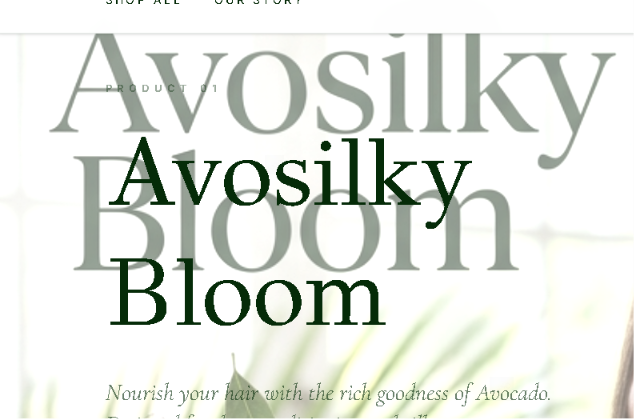 SHOP ALL OUR STORY
Avosilky
PRODUCT 01
Bloom
Avosilky
Bloom
Nourish your hair with the rich goodness of Avocado.